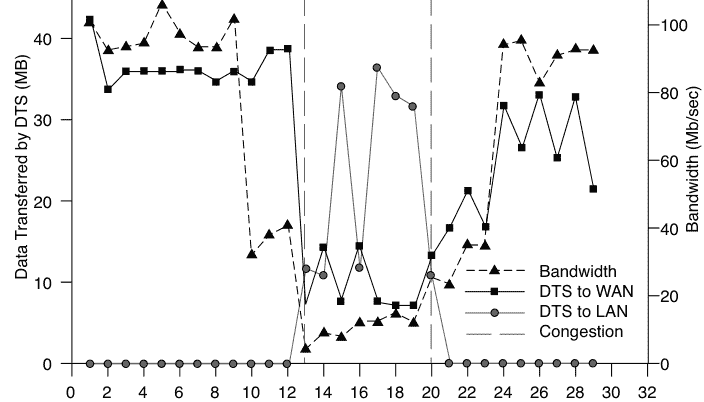 Data Transferred by DTS (MB)
40
30
20
10
0
100
80
60
40
20
0
Bandwidth (Mb/sec)
Bandwidth
DTS to WAN
DTS to LAN
Congestion
0 2 4 6 8 10 12 14 16 18 20 22 24 26 28 30 32